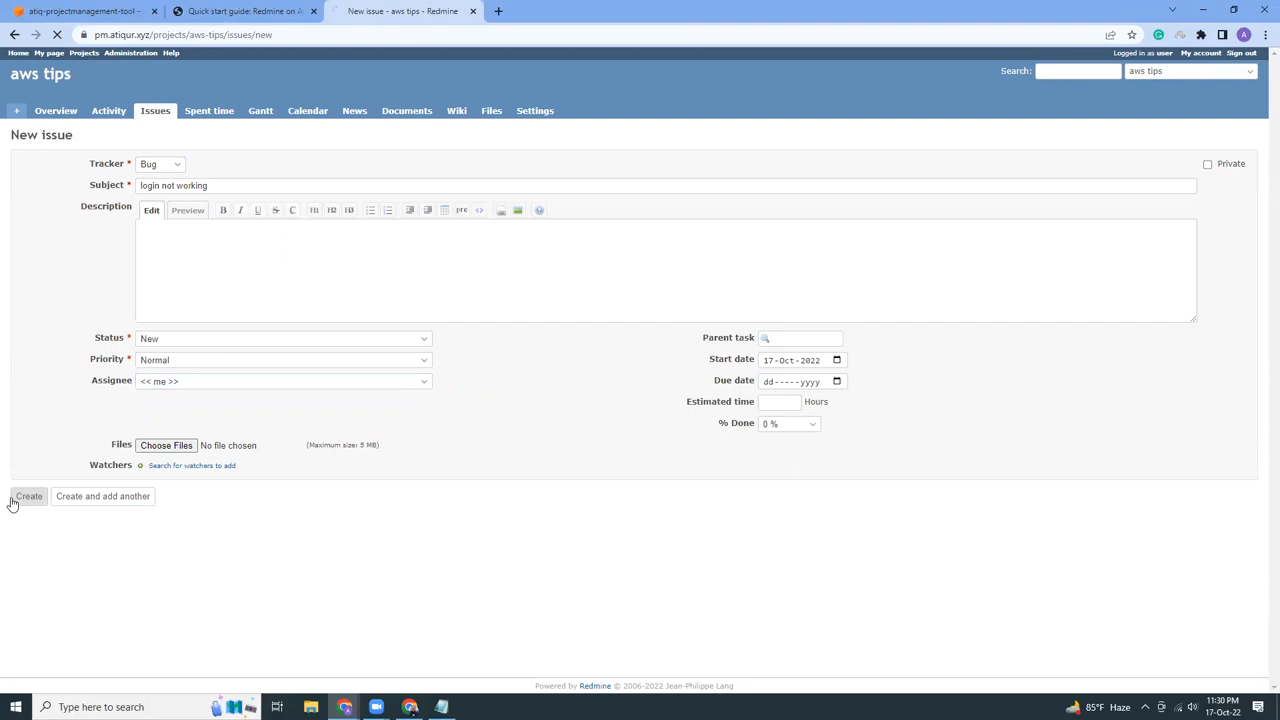 atiq-projectmanagement-tool - Quick start guide: Redmine on A New issue - aws tips - Redmine
pm.atiqur.xyz/projects/aws-tips/issues/new A
Home My page Projects Administration Help Logged in as user My account Sign out
aws tips Search: aws tips
+ Overview Activity Issues Spent time Gantt Calendar News Documents Wiki Files Settings
New issue
Tracker * Bug Private
Subject * login not working
Description Edit Preview B I U S C H1 H2 H3 pre <>
Status * New Parent task
Priority * Normal Start date 17-Oct-2022
Assignee << me >> Due date dd-----yyyy
Estimated time Hours
% Done 0 %
Files Choose Files No file chosen (Maximum size: 5 MB)
Watchers Search for watchers to add
Create Create and add another
Powered by Redmine © 2006-2022 Jean-Philippe Lang
Type here to search 85°F Haze 11:30 PM
17-Oct-22